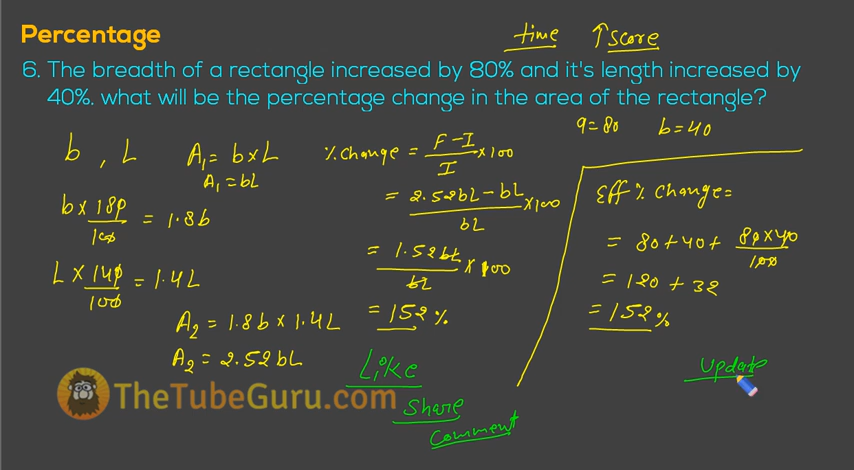 Percentage
time ↑ score
6. The breadth of a rectangle increased by 80% and it's length increased by
40%. what will be the percentage change in the area of the rectangle?
b , L
A₁ = b×L
A₁ = bL
b × 180/100 = 1.8b
L × 140/100 = 1.4L
A₂ = 1.8b × 1.4L
A₂ = 2.52bL
% change = F-I/I × 100
= 2.52bL - bL/bL × 100
= 1.52bL/bL × 100
= 152%
a=80 b=40
Eff % change =
= 80+40+ 80×40/100
= 120 + 32
= 152%
Like
Share
Comment
Update
TheTubeGuru.com